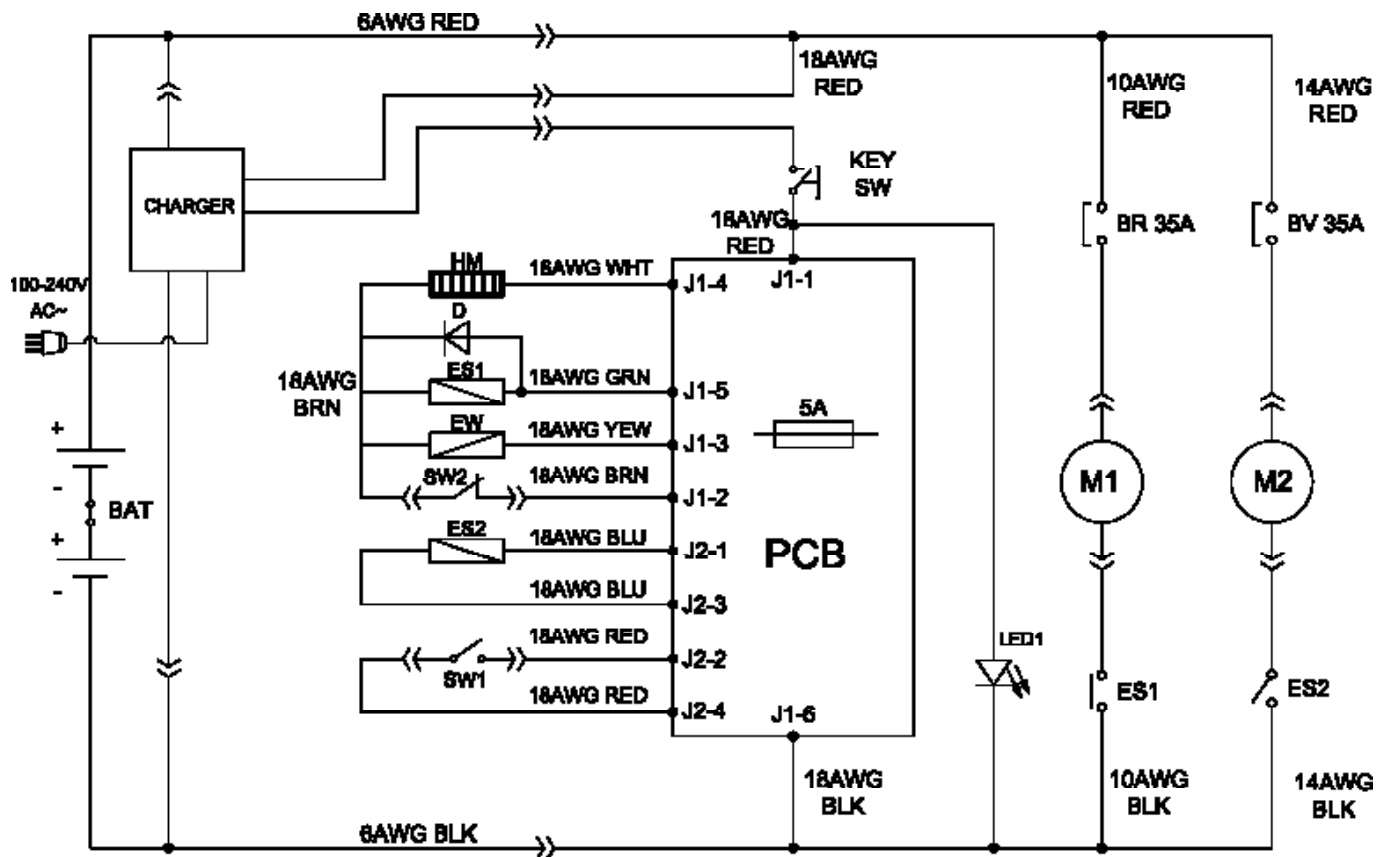 6AWG RED
18AWG
RED
10AWG
RED
14AWG
RED
CHARGER
KEY
SW
18AWG
RED
BR 35A
BV 35A
100-240V
AC~
HM
18AWG WHT
J1-4
J1-1
D
18AWG
BRN
ES1
18AWG GRN
J1-5
5A
EW
18AWG YEW
J1-3
+
-
SW2
18AWG BRN
J1-2
M1
M2
BAT
ES2
18AWG BLU
J2-1
PCB
+
-
18AWG BLU
J2-3
18AWG RED
J2-2
LED1
SW1
18AWG RED
J2-4
J1-6
ES1
ES2
18AWG
BLK
10AWG
BLK
14AWG
BLK
6AWG BLK